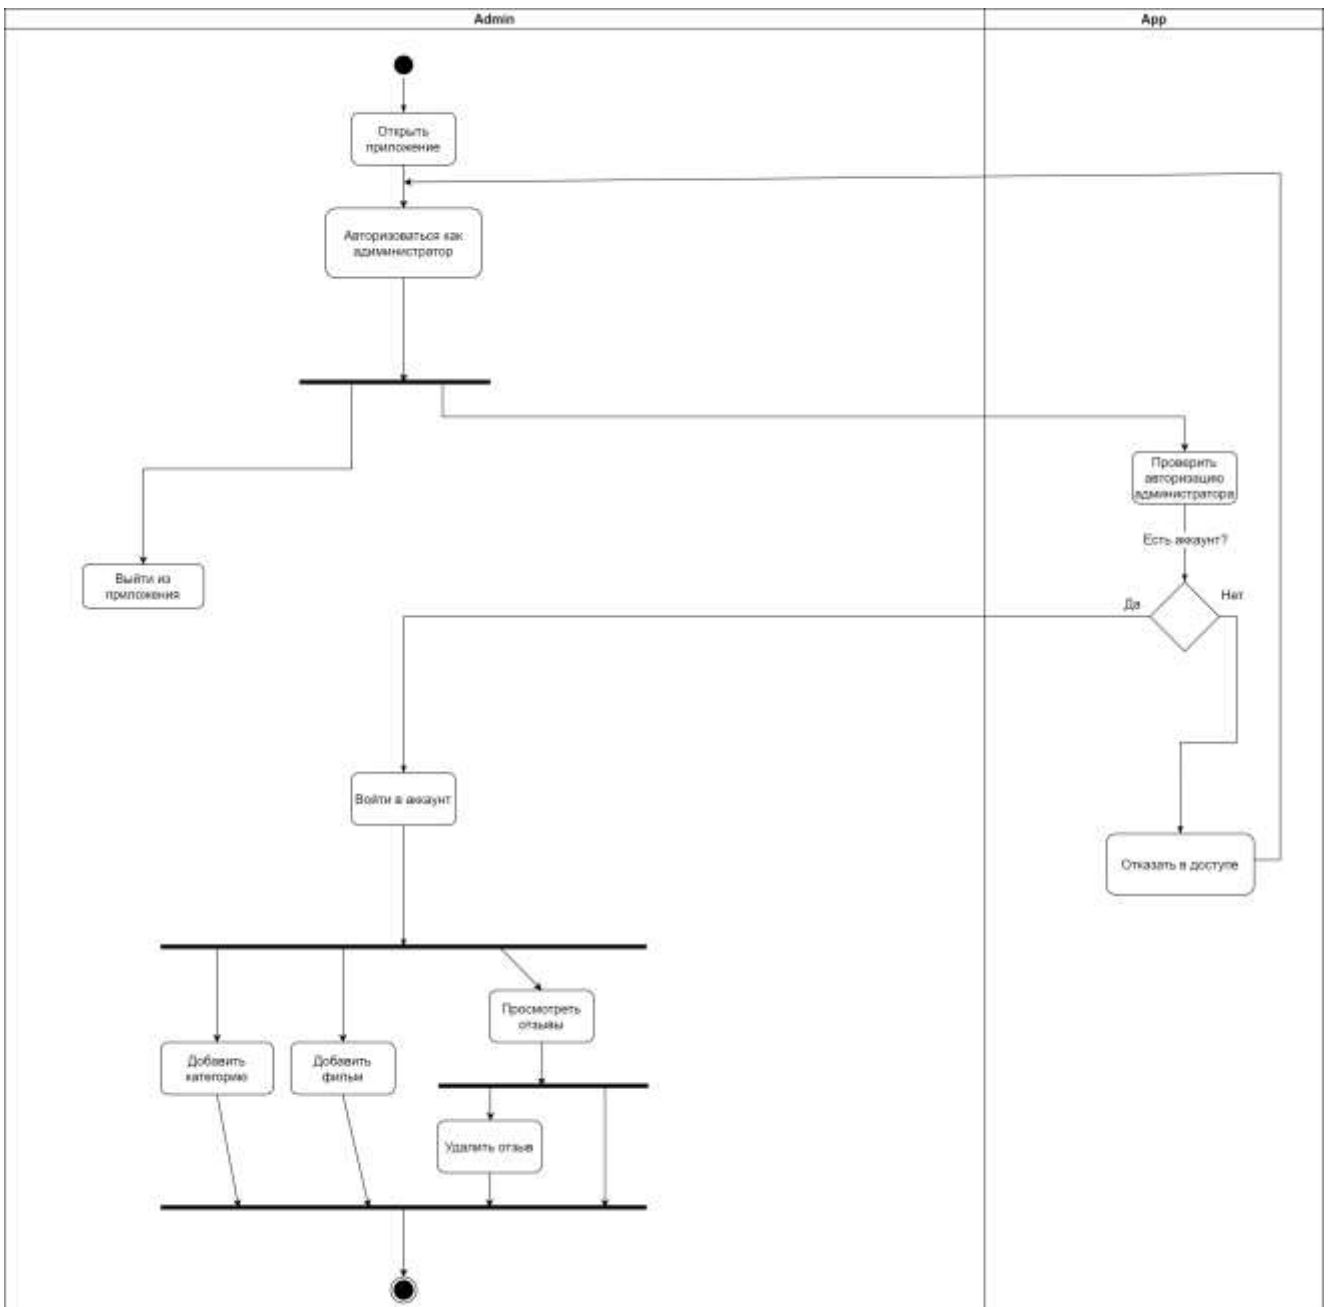 Admin
App
Открыть
приложение
Авторизоваться как
адиминистратор
Проверить
авторизацию
администратора
Есть аккаунт?
Выйти из
приложения
Да
Нет
Войти в аккаунт
Отказать в доступе
Просмотреть
отзывы
Добавить
категорию
Добавить
фильм
Удалить отзыв